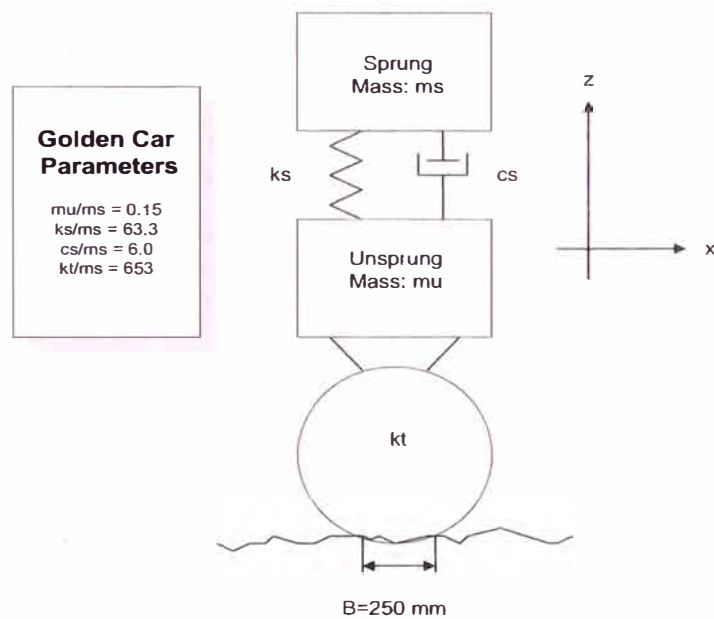 Golden Car
Parameters
mu/ms = 0.15
ks/ms = 63.3
cs/ms = 6.0
kt/ms = 653
Sprung
Mass: ms
ks
cs
Unsprung
Mass: mu
kt
B=250 mm
z
x